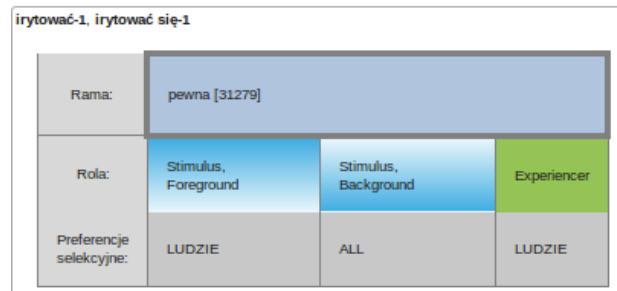 irytować-1, irytować się-1
Rama:
pewna [31279]
Rola:
Stimulus,
Foreground
Stimulus,
Background
Experiencer
Preferencje
selekcyjne:
LUDZIE
ALL
LUDZIE